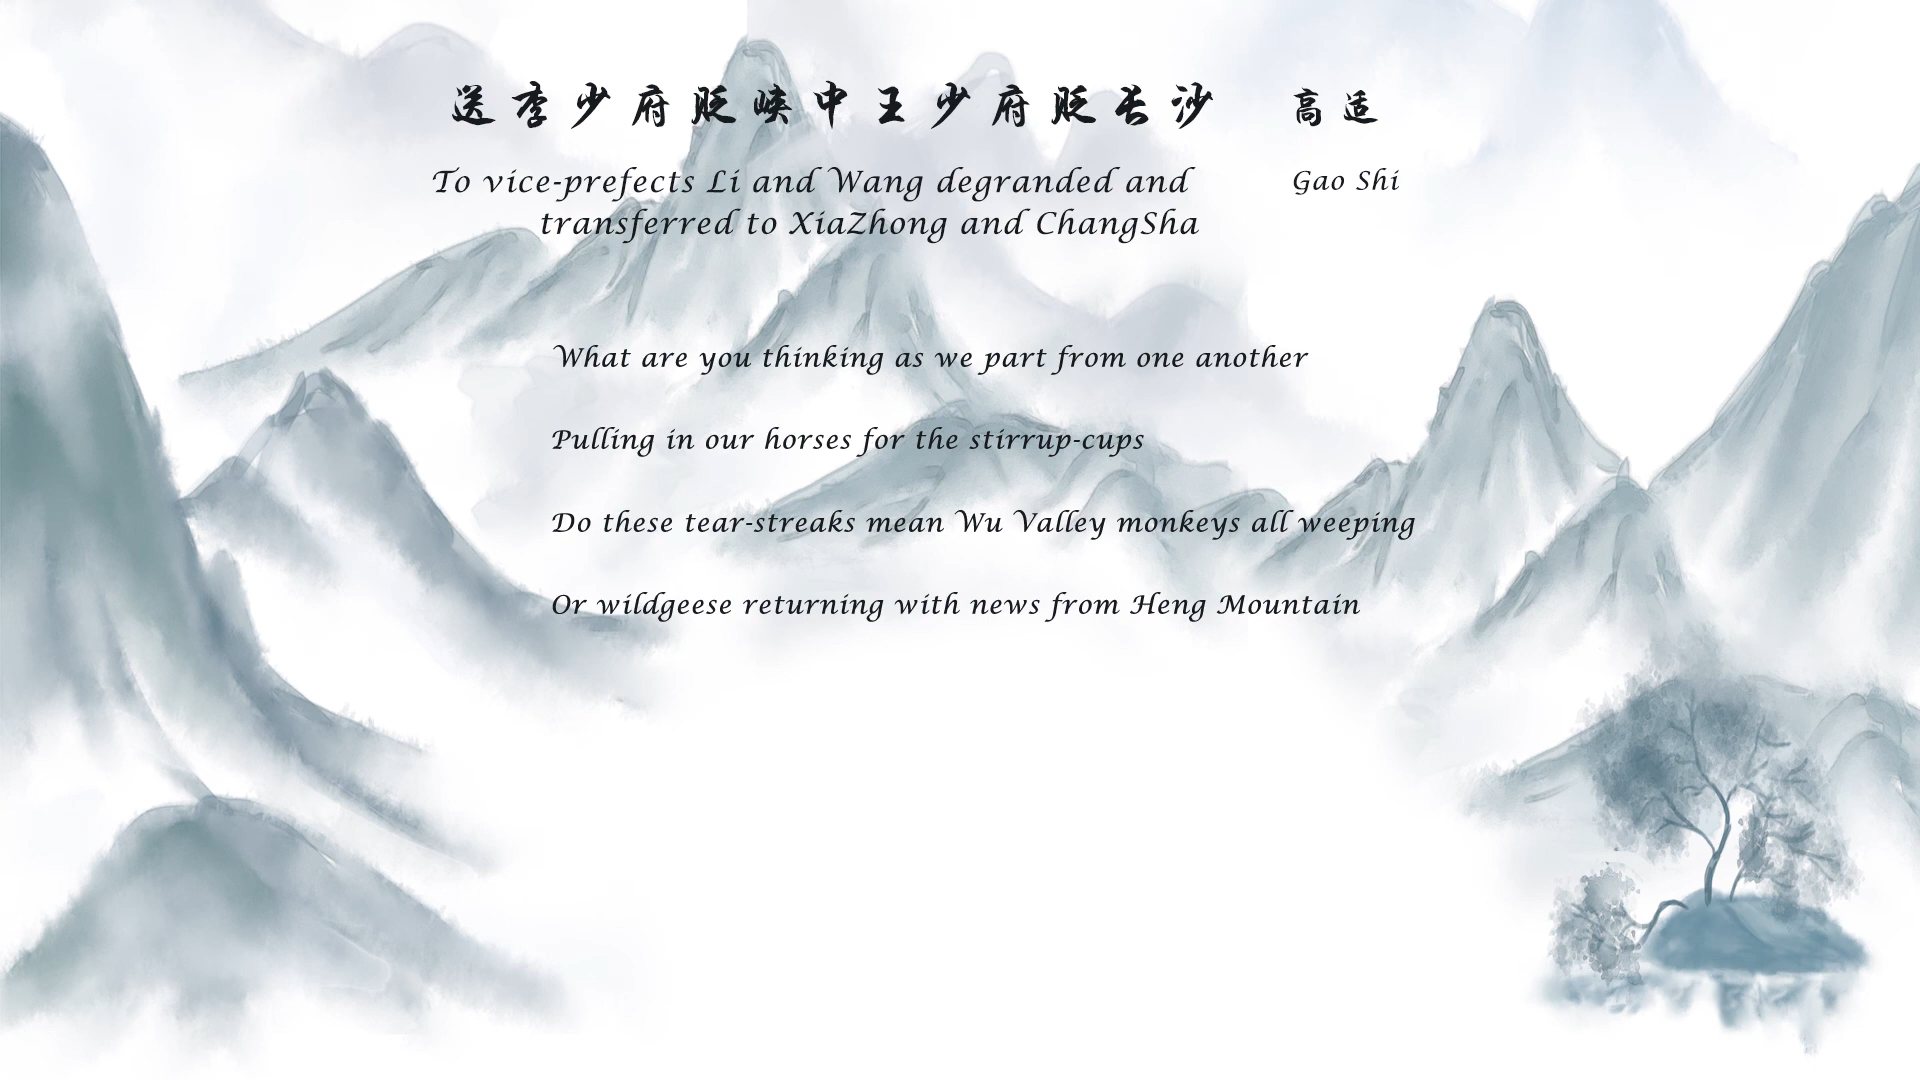 送李少府眨峡中王少府眨长沙 高适
To vice-prefects Li and Wang degranded and
transferred to XiaZhong and ChangSha
Gao Shi
What are you thinking as we part from one another
Pulling in our horses for the stirrup-cups
Do these tear-streaks mean Wu Valley monkeys all weeping
Or wildgeese returning with news from Heng Mountain